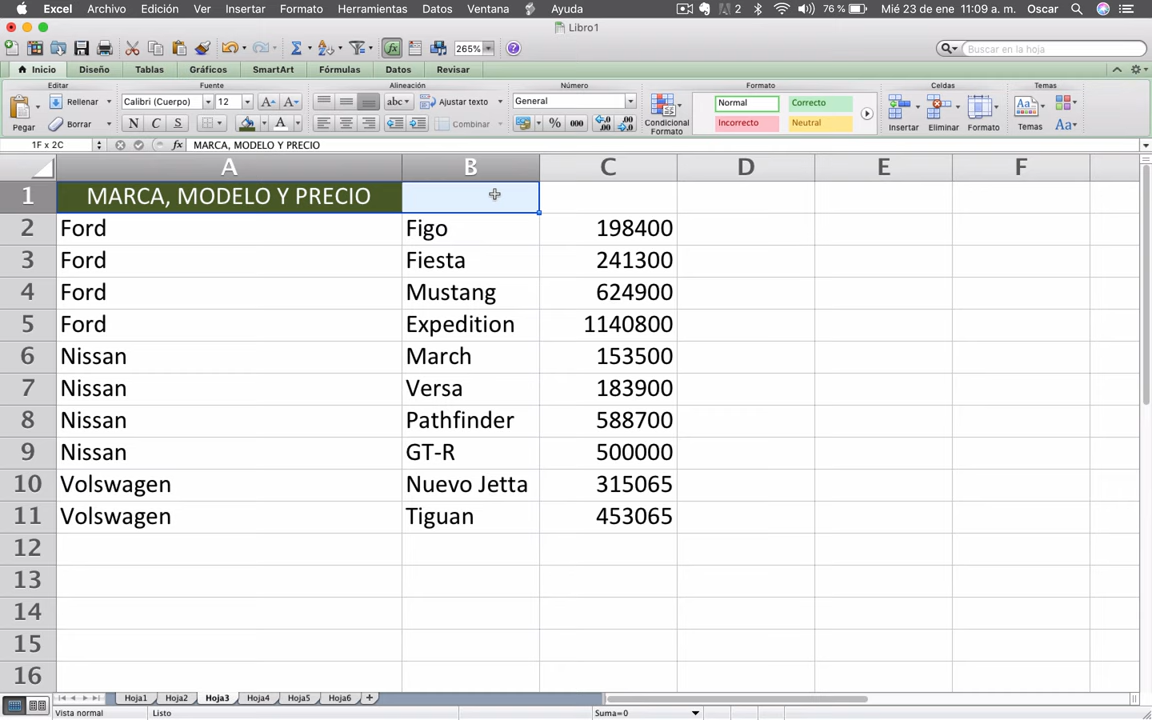 Excel Archivo Edición Ver Insertar Formato Herramientas Datos Ventana Ayuda 2 76 % Mié 23 de ene 11:09 a. m. Oscar
Libro1
265% Buscar en la hoja
Inicio Diseño Tablas Gráficos SmartArt Fórmulas Datos Revisar
Editar Fuente Alineación Número Formato Celdas Temas
Rellenar Calibri (Cuerpo) 12 A A abc Ajustar texto General Normal Correcto
Pegar Borrar N C S A Combinar % 000 Condicional Formato Incorrecto Neutral Insertar Eliminar Formato Temas Aa
1F x 2C fx MARCA, MODELO Y PRECIO
A B C D E F
1 MARCA, MODELO Y PRECIO
2 Ford Figo 198400
3 Ford Fiesta 241300
4 Ford Mustang 624900
5 Ford Expedition 1140800
6 Nissan March 153500
7 Nissan Versa 183900
8 Nissan Pathfinder 588700
9 Nissan GT-R 500000
10 Volswagen Nuevo Jetta 315065
11 Volswagen Tiguan 453065
12
13
14
15
16
Hoja1 Hoja2 Hoja3 Hoja4 Hoja5 Hoja6
Vista normal Listo Suma=0